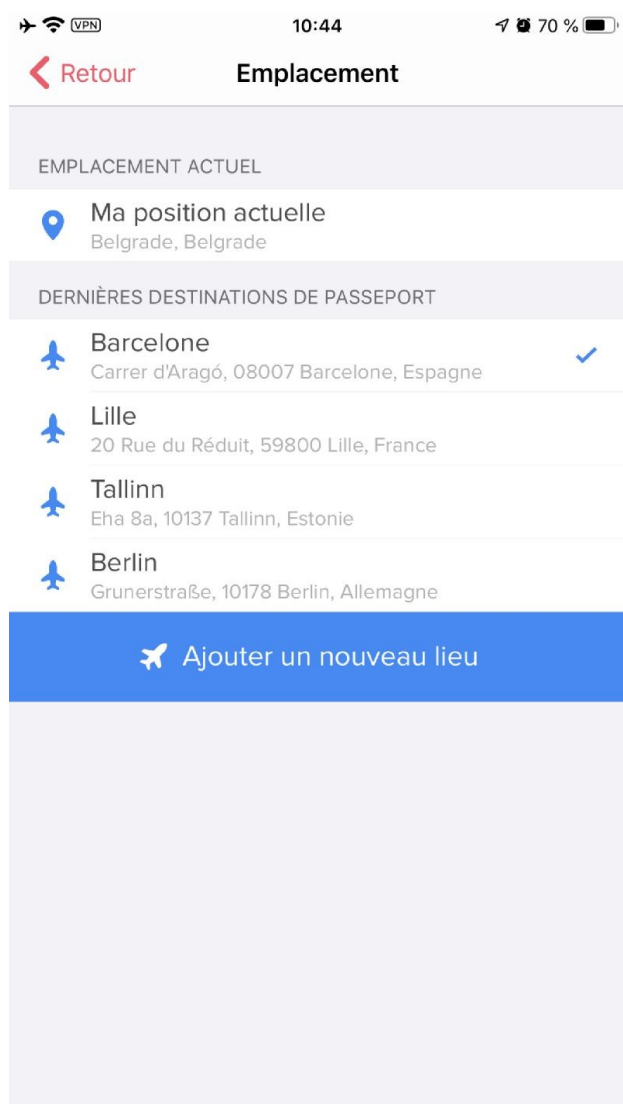 VPN 10:44 70 %
Retour Emplacement
EMPLACEMENT ACTUEL
Ma position actuelle
Belgrade, Belgrade
DERNIÈRES DESTINATIONS DE PASSEPORT
Barcelone
Carrer d'Aragó, 08007 Barcelone, Espagne
Lille
20 Rue du Réduit, 59800 Lille, France
Tallinn
Eha 8a, 10137 Tallinn, Estonie
Berlin
Grunerstraße, 10178 Berlin, Allemagne
Ajouter un nouveau lieu